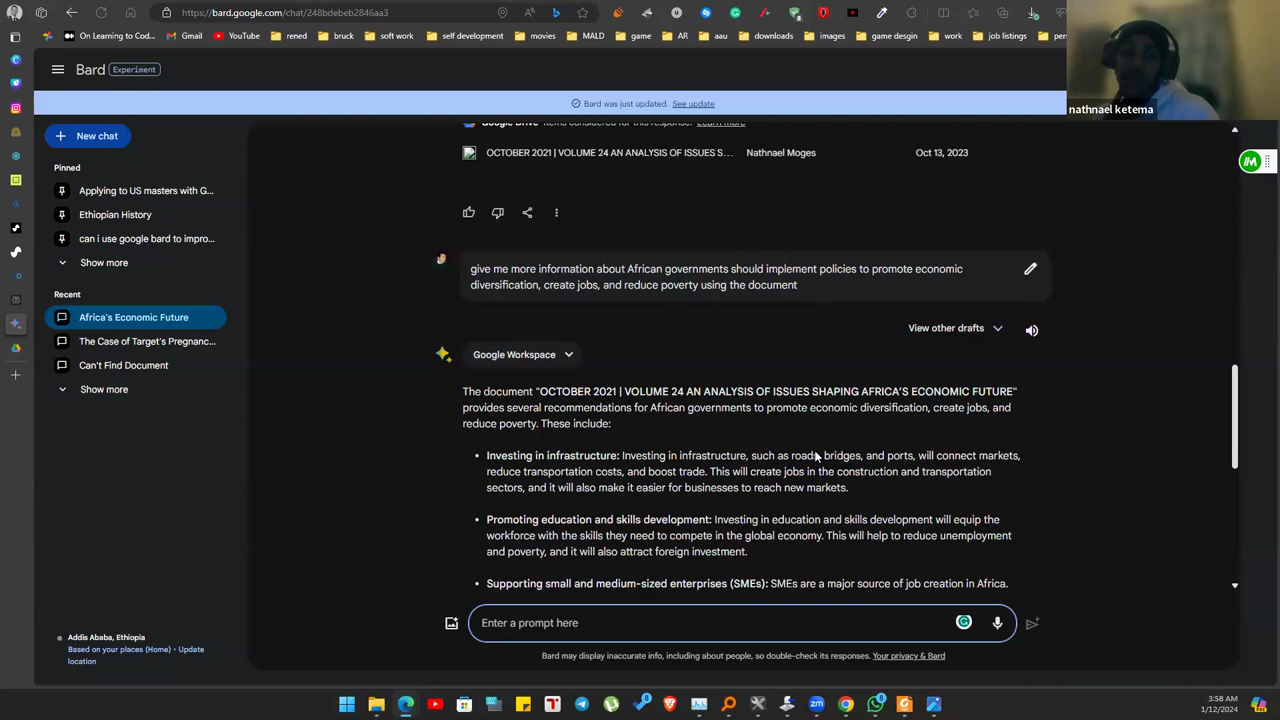 https://bard.google.com/chat/248bdebeb2846aa3
On Learning to Cod...
Gmail
YouTube
rened
bruck
soft work
self development
movies
MALD
game
AR
aau
downloads
images
game desgin
work
job listings
Bard
Experiment
nathnael ketema
Bard was just updated. See update
New chat
Google Drive Items considered for this response. Learn more
OCTOBER 2021 | VOLUME 24 AN ANALYSIS OF ISSUES S... Nathnael Moges Oct 13, 2023
Pinned
Applying to US masters with G...
Ethiopian History
can i use google bard to impro...
Show more
Recent
Africa's Economic Future
The Case of Target's Pregnanc...
Can't Find Document
Show more
give me more information about African governments should implement policies to promote economic
diversification, create jobs, and reduce poverty using the document
View other drafts
Google Workspace
The document "OCTOBER 2021 | VOLUME 24 AN ANALYSIS OF ISSUES SHAPING AFRICA'S ECONOMIC FUTURE"
provides several recommendations for African governments to promote economic diversification, create jobs, and
reduce poverty. These include:
• Investing in infrastructure: Investing in infrastructure, such as roads, bridges, and ports, will connect markets,
reduce transportation costs, and boost trade. This will create jobs in the construction and transportation
sectors, and it will also make it easier for businesses to reach new markets.
• Promoting education and skills development: Investing in education and skills development will equip the
workforce with the skills they need to compete in the global economy. This will help to reduce unemployment
and poverty, and it will also attract foreign investment.
• Supporting small and medium-sized enterprises (SMEs): SMEs are a major source of job creation in Africa.
Enter a prompt here
Addis Ababa, Ethiopia
Based on your places (Home) • Update
location
Bard may display inaccurate info, including about people, so double-check its responses. Your privacy & Bard
3:58 AM
1/12/2024